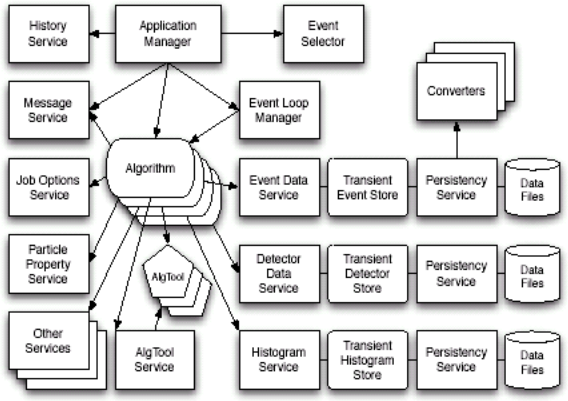 History
Service
Application
Manager
Event
Selector
Message
Service
Event Loop
Manager
Converters
Algorithm
Job Options
Service
Event Data
Service
Transient
Event Store
Persistency
Service
Data
Files
Particle
Property
Service
AlgTool
Detector
Data
Service
Transient
Detector
Store
Persistency
Service
Data
Files
Other
Services
AlgTool
Service
Histogram
Service
Transient
Histogram
Store
Persistency
Service
Data
Files